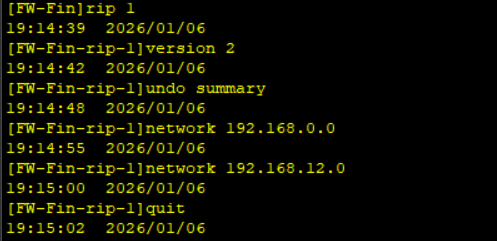 [FW-Fin]rip 1
19:14:39  2026/01/06
[FW-Fin-rip-1]version 2
19:14:42  2026/01/06
[FW-Fin-rip-1]undo summary
19:14:48  2026/01/06
[FW-Fin-rip-1]network 192.168.0.0
19:14:55  2026/01/06
[FW-Fin-rip-1]network 192.168.12.0
19:15:00  2026/01/06
[FW-Fin-rip-1]quit
19:15:02  2026/01/06